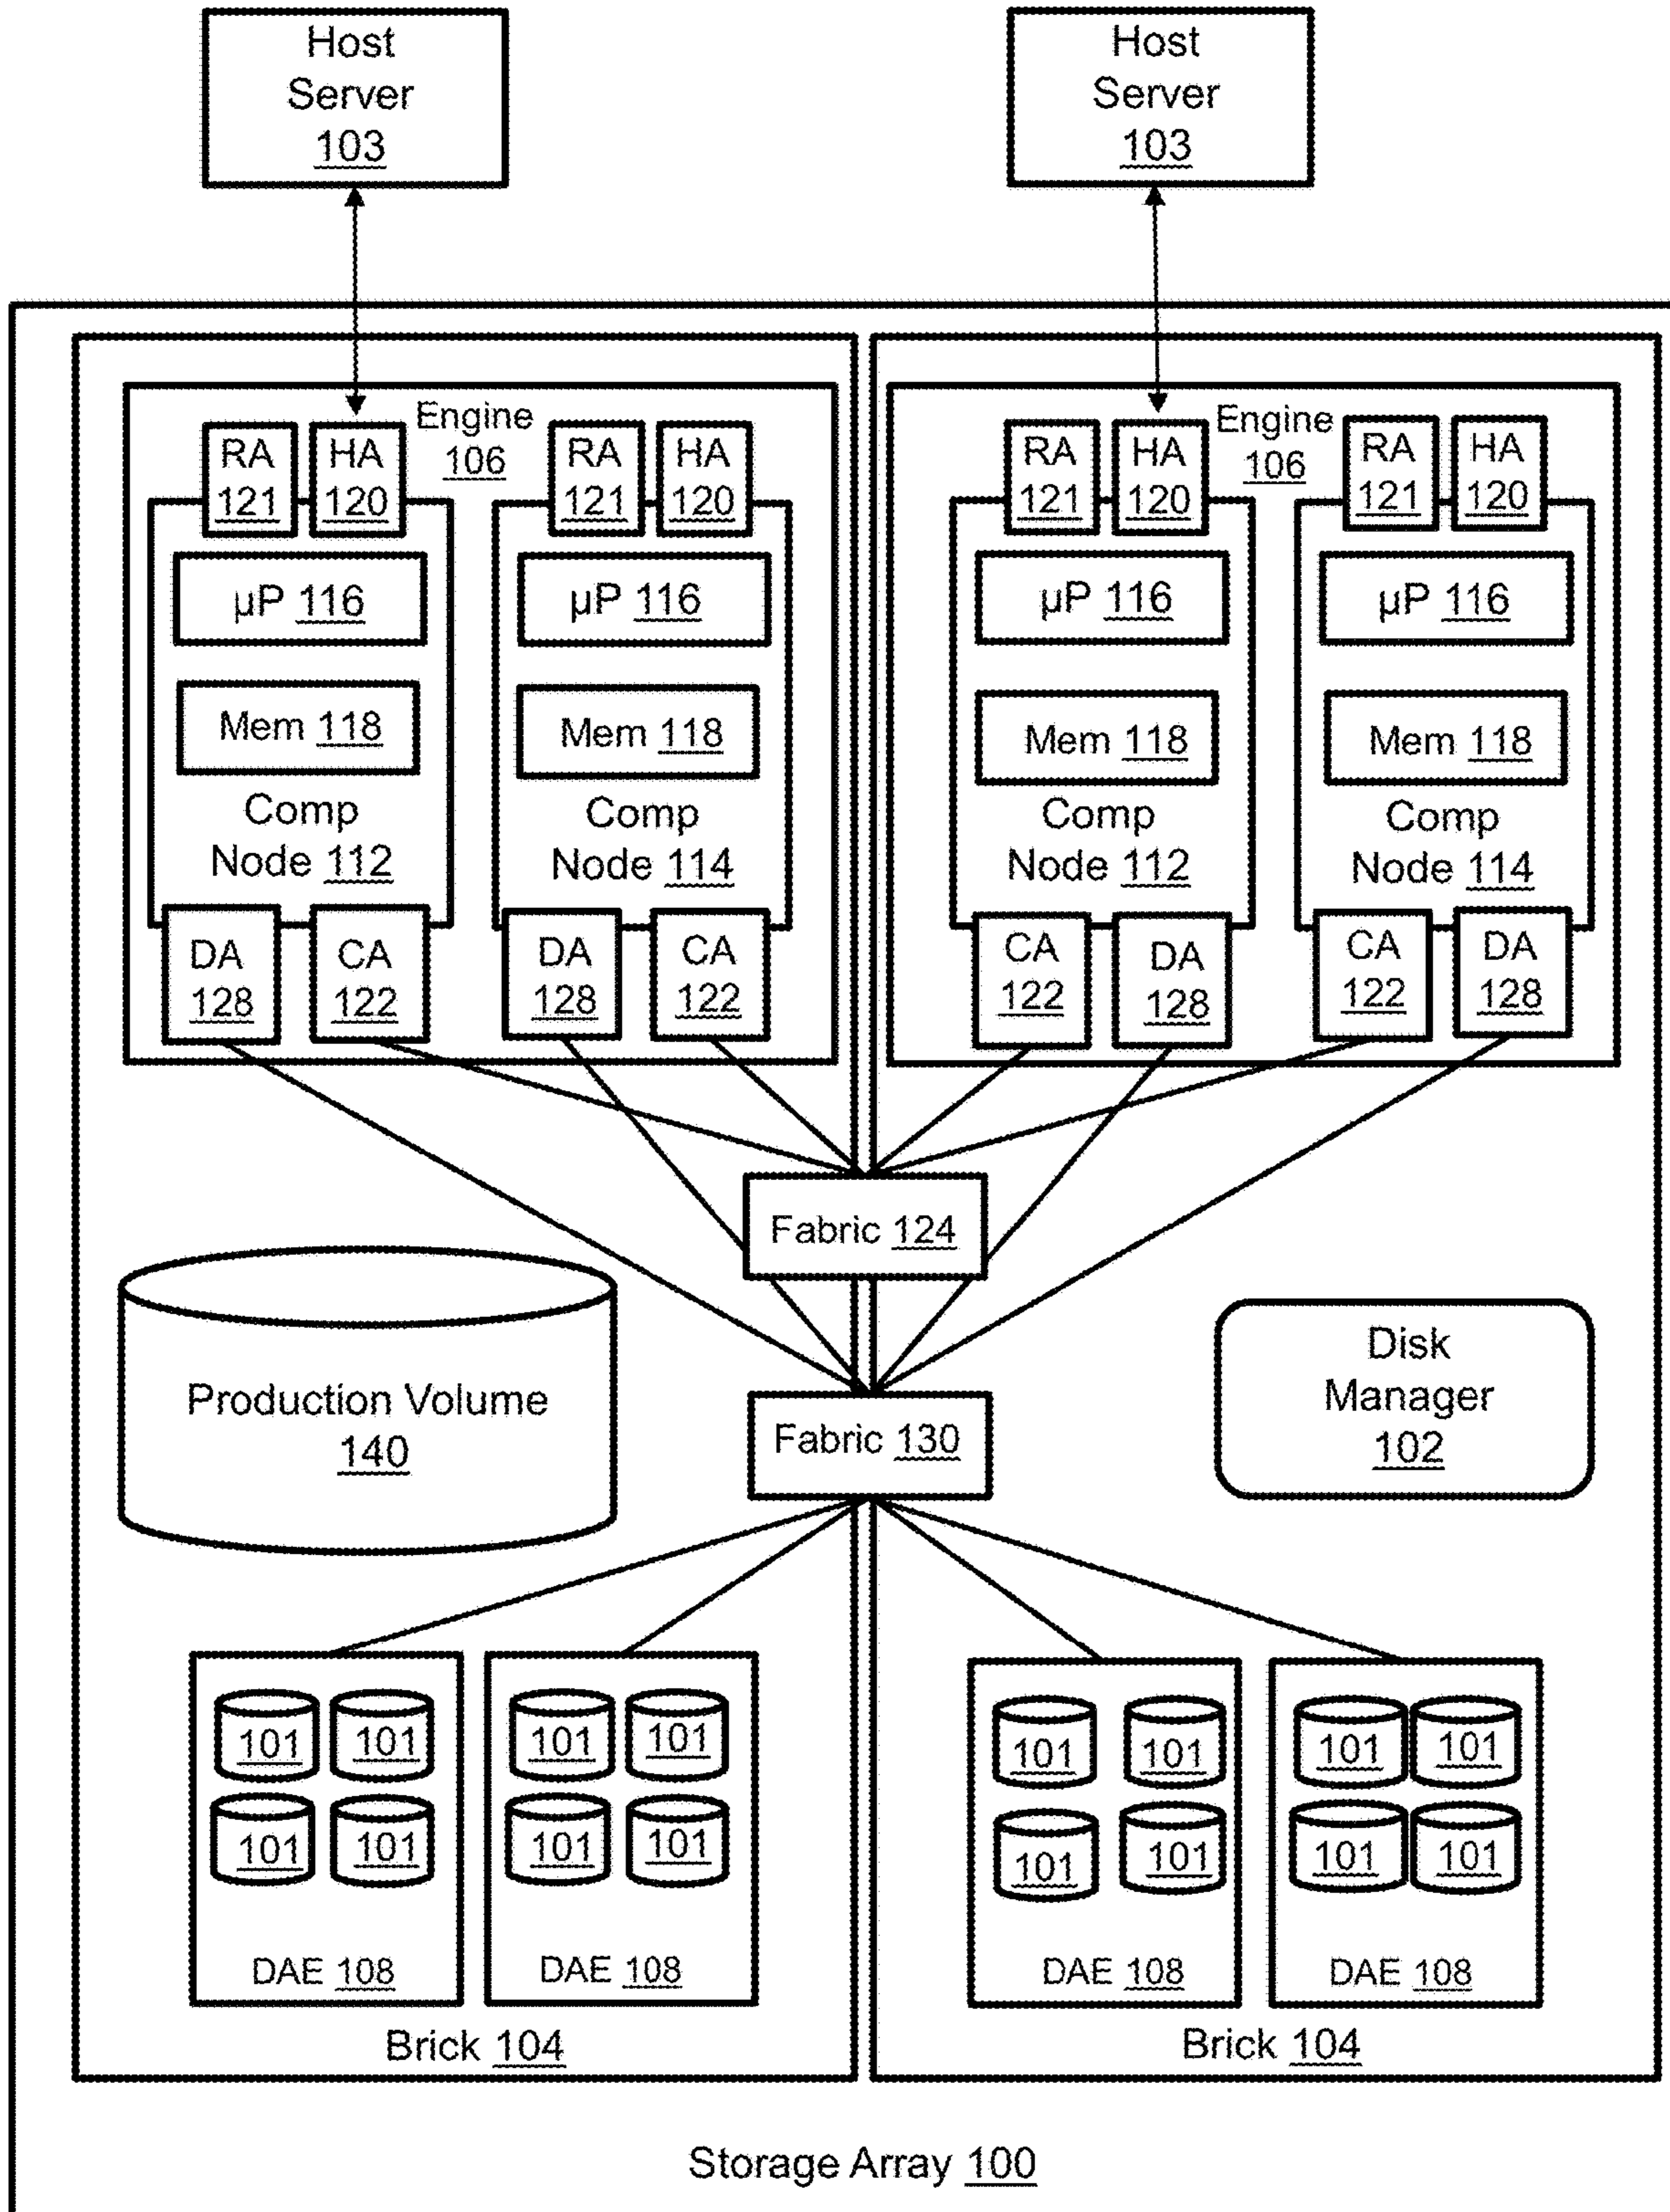 Host
Server
103
Host
Server
103
Engine
106
RA
121
HA
120
RA
121
HA
120
µP 116
µP 116
Mem 118
Mem 118
Comp
Node 112
Comp
Node 114
DA
128
CA
122
DA
128
CA
122
Engine
106
RA
121
HA
120
RA
121
HA
120
µP 116
µP 116
Mem 118
Mem 118
Comp
Node 112
Comp
Node 114
CA
122
DA
128
CA
122
DA
128
Fabric 124
Production Volume
140
Fabric 130
Disk
Manager
102
101
101
101
101
DAE 108
101
101
101
101
DAE 108
Brick 104
101
101
101
101
DAE 108
101
101
101
101
DAE 108
Brick 104
Storage Array 100